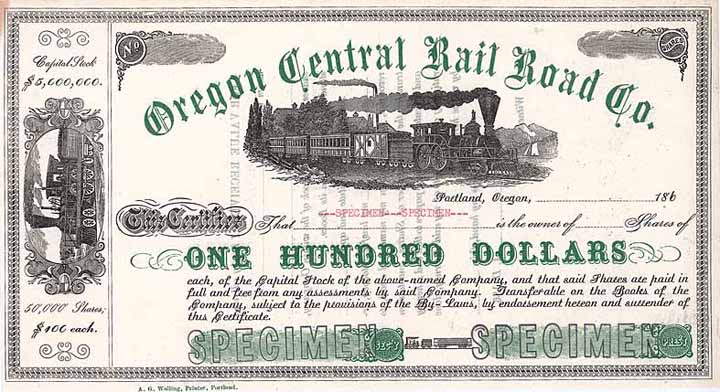 No
SHARES
Capital Stock
$5,000,000.
Oregon Central Rail Road Co.
Portland, Oregon, 186
This Certifies That ---SPECIMEN---SPECIMEN--- is the owner of Shares of
ONE HUNDRED DOLLARS
each, of the Capital Stock of the above-named Company, and that said Shares are paid in
full and free from any assessments by said Company. Transferable on the Books of the
Company, subject to the provisions of the By-Laws, by endorsement hereon and surrender of
this Certificate.
50,000 Shares;
$100 each.
SPECIMEN SEC'Y SPECIMEN PRES'T
A. G. Walling, Printer, Portland.